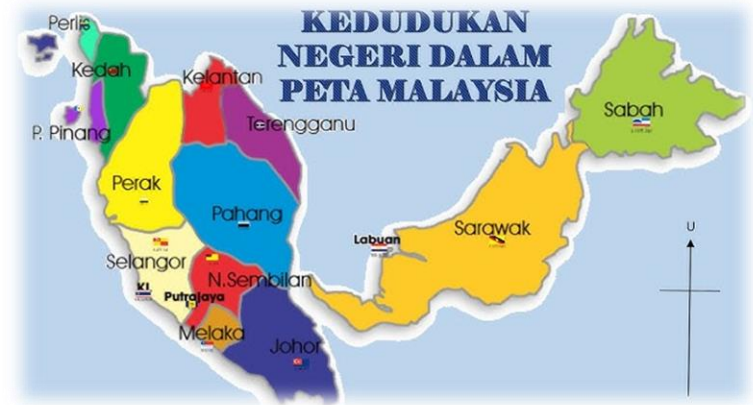 KEDUDUKAN
NEGERI DALAM
PETA MALAYSIA
Perlis
Kedah
Kelantan
P. Pinang
Terengganu
Sabah
Perak
Pahang
Labuan
Sarawak
U
Selangor
KL
N.Sembilan
Putrajaya
Melaka
Johor